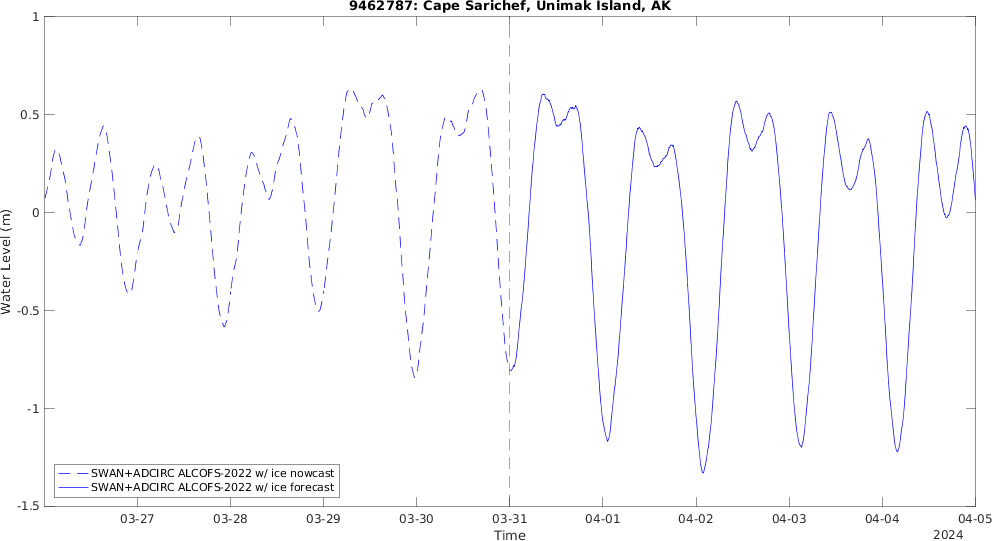 9462787: Cape Sarichef, Unimak Island, AK
1
0.5
0
-0.5
-1
-1.5
Water Level (m)
SWAN+ADCIRC ALCOFS-2022 w/ ice nowcast
SWAN+ADCIRC ALCOFS-2022 w/ ice forecast
03-27 03-28 03-29 03-30 03-31 04-01 04-02 04-03 04-04 04-05
Time
2024